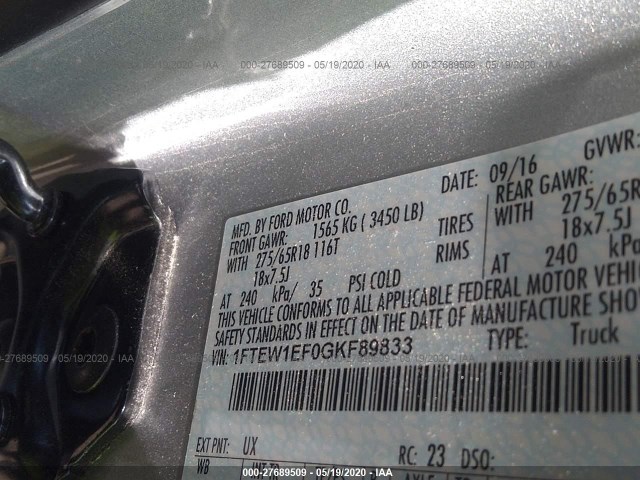 000-27689509 - 05/19/2020 - IAA
DATE: 09/16 GVWR:
MFD. BY FORD MOTOR CO. REAR GAWR:
FRONT GAWR: 1565 KG ( 3450 LB) TIRES WITH 275/65R
WITH 275/65R18 116T RIMS 18x7.5J
18x7.5J AT 240 kPa
AT 240 kPa/ 35 PSI COLD
THIS VEHICLE CONFORMS TO ALL APPLICABLE FEDERAL MOTOR VEHI
SAFETY STANDARDS IN EFFECT ON THE DATE OF MANUFACTURE SHO
VIN: 1FTEW1EF0GKF89833 TYPE: Truck
EXT PNT: UX RC: 23 DSO:
WB
000-27689509 - 05/19/2020 - IAA